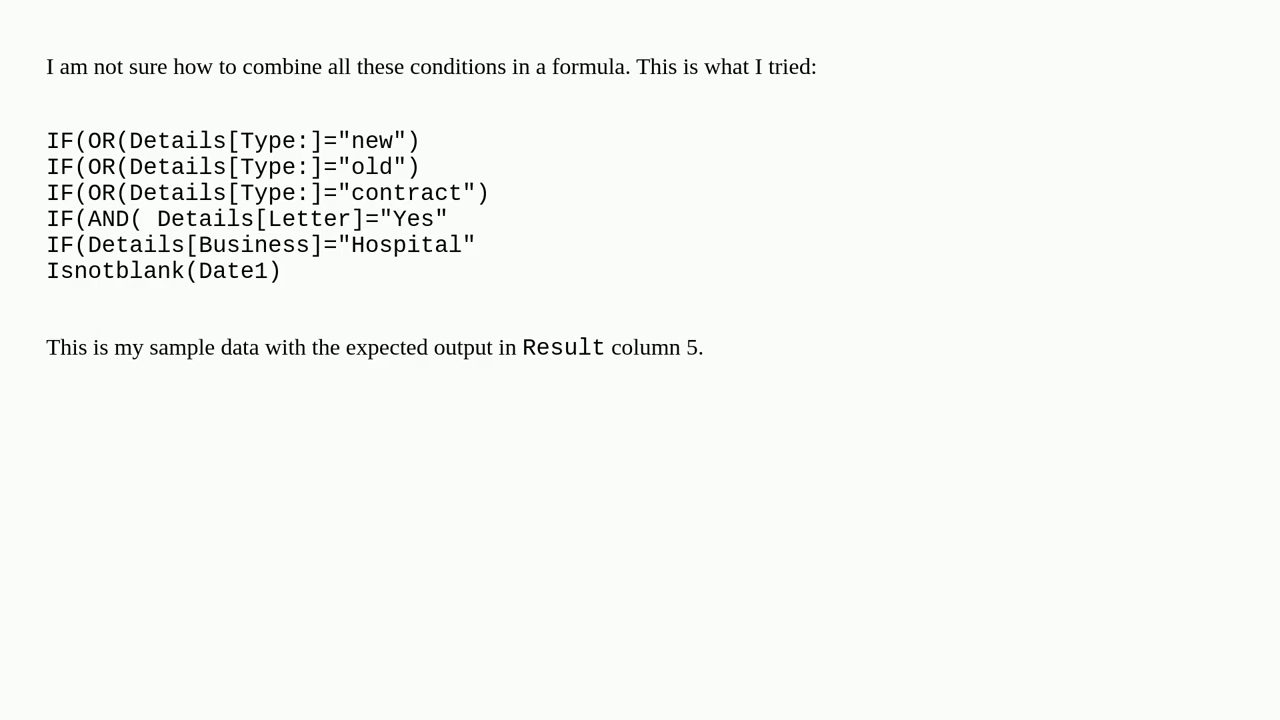 I am not sure how to combine all these conditions in a formula. This is what I tried:
IF(OR(Details[Type:]="new")
IF(OR(Details[Type:]="old")
IF(OR(Details[Type:]="contract")
IF(AND( Details[Letter]="Yes"
IF(Details[Business]="Hospital"
Isnotblank(Date1)
This is my sample data with the expected output in Result column 5.